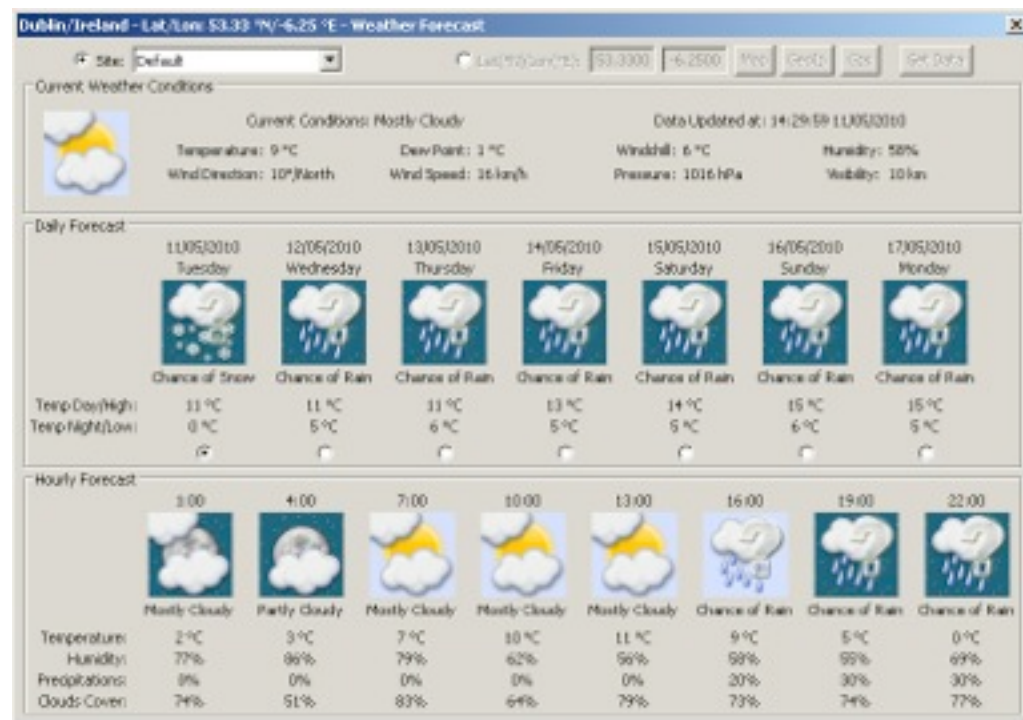 Dublin/Ireland - Lat/Lon: 53.33 °N/-6.25 °E - Weather Forecast
Site: Default Lat(°N)/Lon(°E): 53.3300 -6.2500 Map Get Data
Current Weather Conditions
Current Conditions: Mostly Cloudy Data Updated at: 14:29:59 11/05/2010
Temperature: 9 °C Dew Point: 1 °C Windchill: 6 °C Humidity: 58%
Wind Direction: 10°/North Wind Speed: 16 km/h Pressure: 1016 hPa Visibility: 10 km
Daily Forecast
11/05/2010 12/05/2010 13/05/2010 14/05/2010 15/05/2010 16/05/2010 17/05/2010
Tuesday Wednesday Thursday Friday Saturday Sunday Monday
Chance of Snow Chance of Rain Chance of Rain Chance of Rain Chance of Rain Chance of Rain Chance of Rain
Temp Day/High: 11 °C 11 °C 11 °C 13 °C 14 °C 15 °C 15 °C
Temp Night/Low: 0 °C 5 °C 6 °C 5 °C 5 °C 6 °C 5 °C
Hourly Forecast
1:00 4:00 7:00 10:00 13:00 16:00 19:00 22:00
Mostly Cloudy Partly Cloudy Mostly Cloudy Mostly Cloudy Mostly Cloudy Chance of Rain Chance of Rain Chance of Rain
Temperature: 2 °C 3 °C 7 °C 10 °C 11 °C 9 °C 5 °C 0 °C
Humidity: 77% 86% 79% 62% 56% 58% 55% 69%
Precipitations: 0% 0% 0% 0% 0% 20% 30% 30%
Clouds Cover: 74% 51% 83% 64% 79% 73% 74% 77%